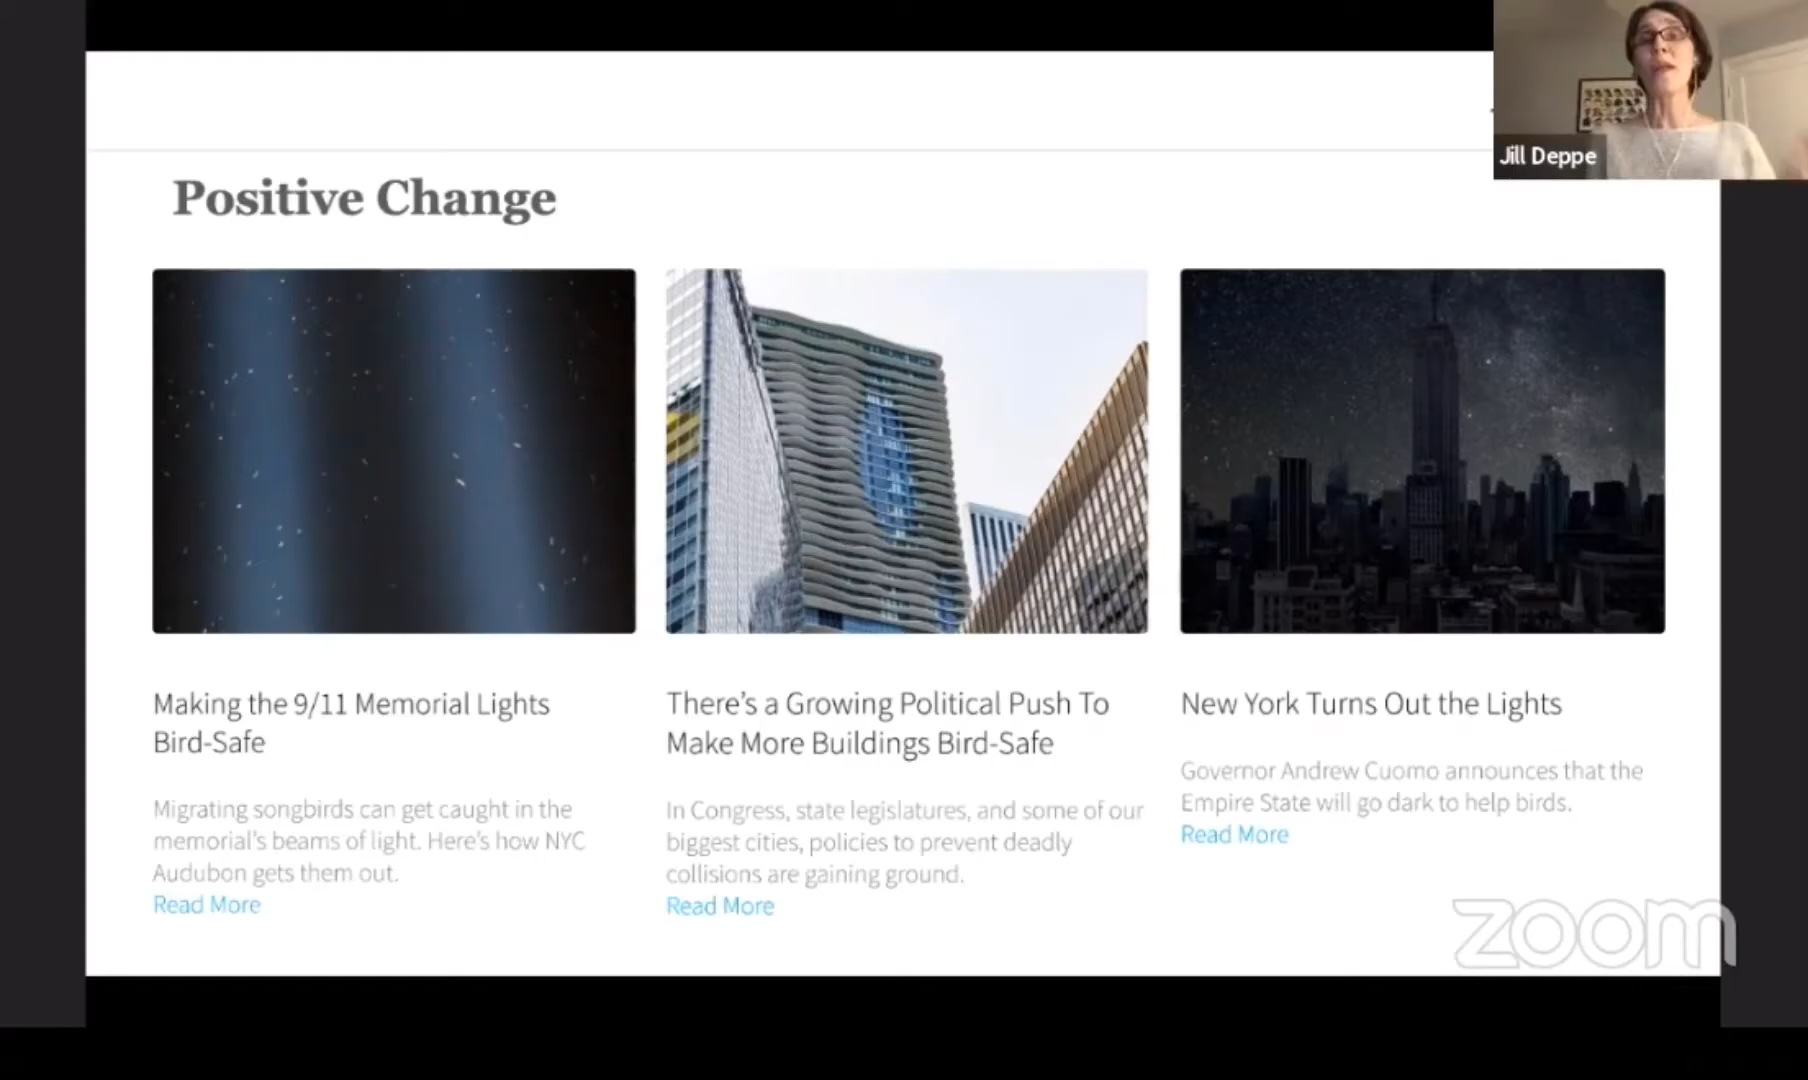 Jill Deppe
Positive Change
Making the 9/11 Memorial Lights
Bird-Safe
Migrating songbirds can get caught in the
memorial's beams of light. Here's how NYC
Audubon gets them out.
Read More
There's a Growing Political Push To
Make More Buildings Bird-Safe
In Congress, state legislatures, and some of our
biggest cities, policies to prevent deadly
collisions are gaining ground.
Read More
New York Turns Out the Lights
Governor Andrew Cuomo announces that the
Empire State will go dark to help birds.
Read More
zoom